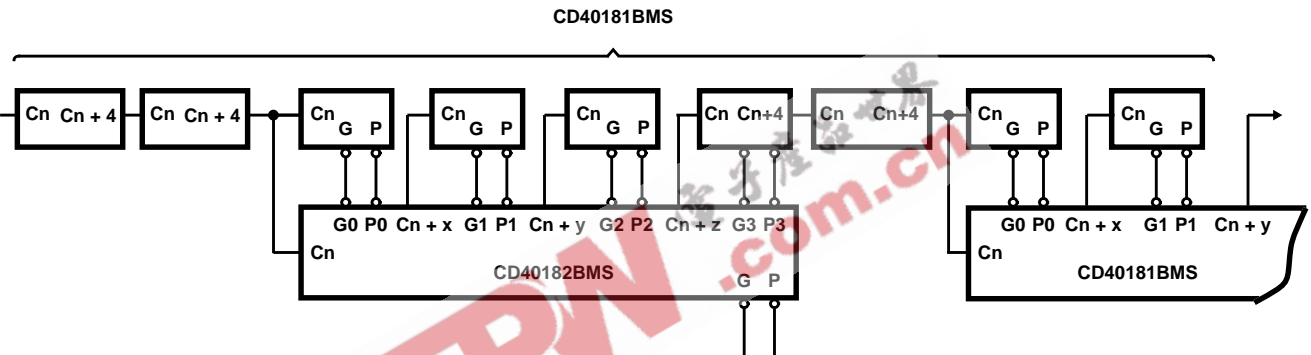 CD40181BMS
Cn Cn + 4 Cn Cn + 4 Cn G P Cn G P Cn G P Cn Cn+4 Cn Cn+4 Cn G P Cn G P
G0 P0 Cn + x G1 P1 Cn + y G2 P2 Cn + z G3 P3 G0 P0 Cn + x G1 P1 Cn + y
Cn Cn
CD40182BMS CD40181BMS
G P
.com.cn